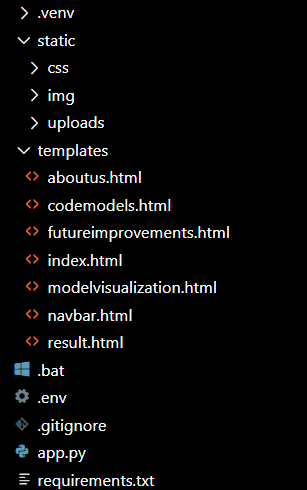 .venv
static
css
img
uploads
templates
aboutus.html
codemodels.html
futureimprovements.html
index.html
modelvisualization.html
navbar.html
result.html
.bat
.env
.gitignore
app.py
requirements.txt